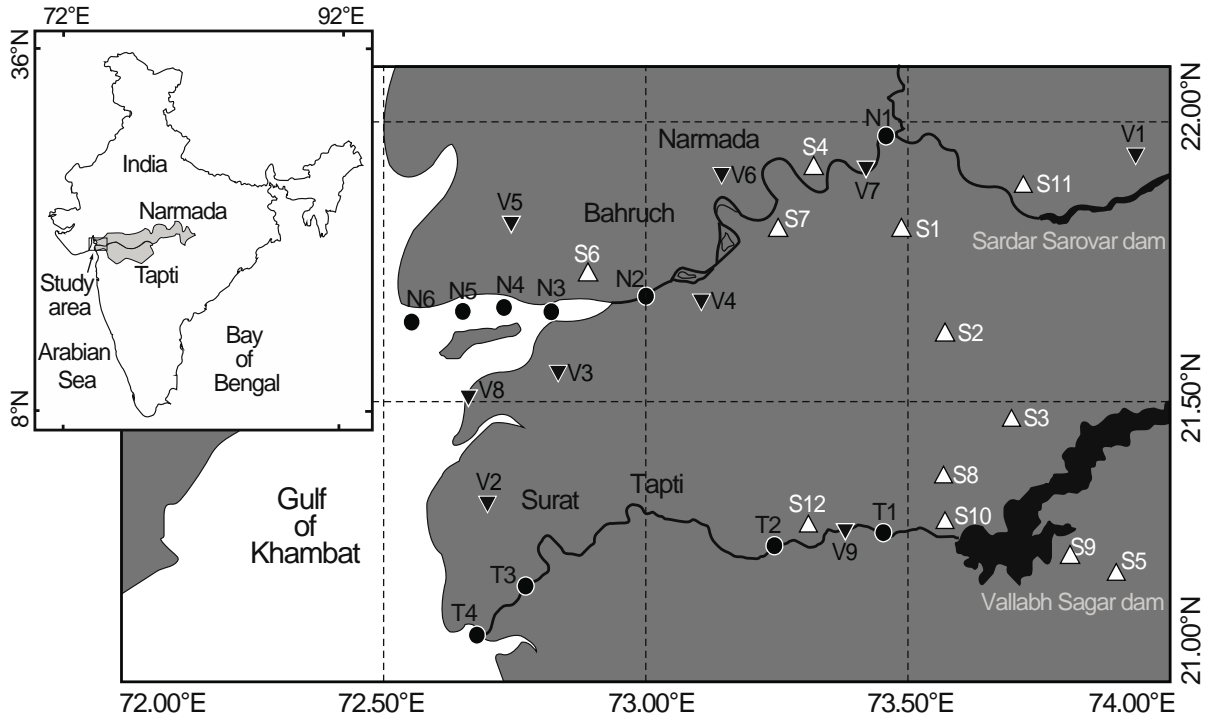 72°E
92°E
36°N
8°N
India
Narmada
Tapti
Study
area
Arabian
Sea
Bay
of
Bengal
22.00°N
21.50°N
21.00°N
N1
V1
Narmada
S4
V6
V7
S11
V5
Bahruch
S7
S1
Sardar Sarovar dam
S6
N6
N5
N4
N3
N2
V4
S2
V3
V8
S3
Gulf
of
Khambat
V2
Surat
Tapti
S8
S12
T2
V9
T1
S10
S9
S5
T3
Vallabh Sagar dam
T4
72.00°E
72.50°E
73.00°E
73.50°E
74.00°E